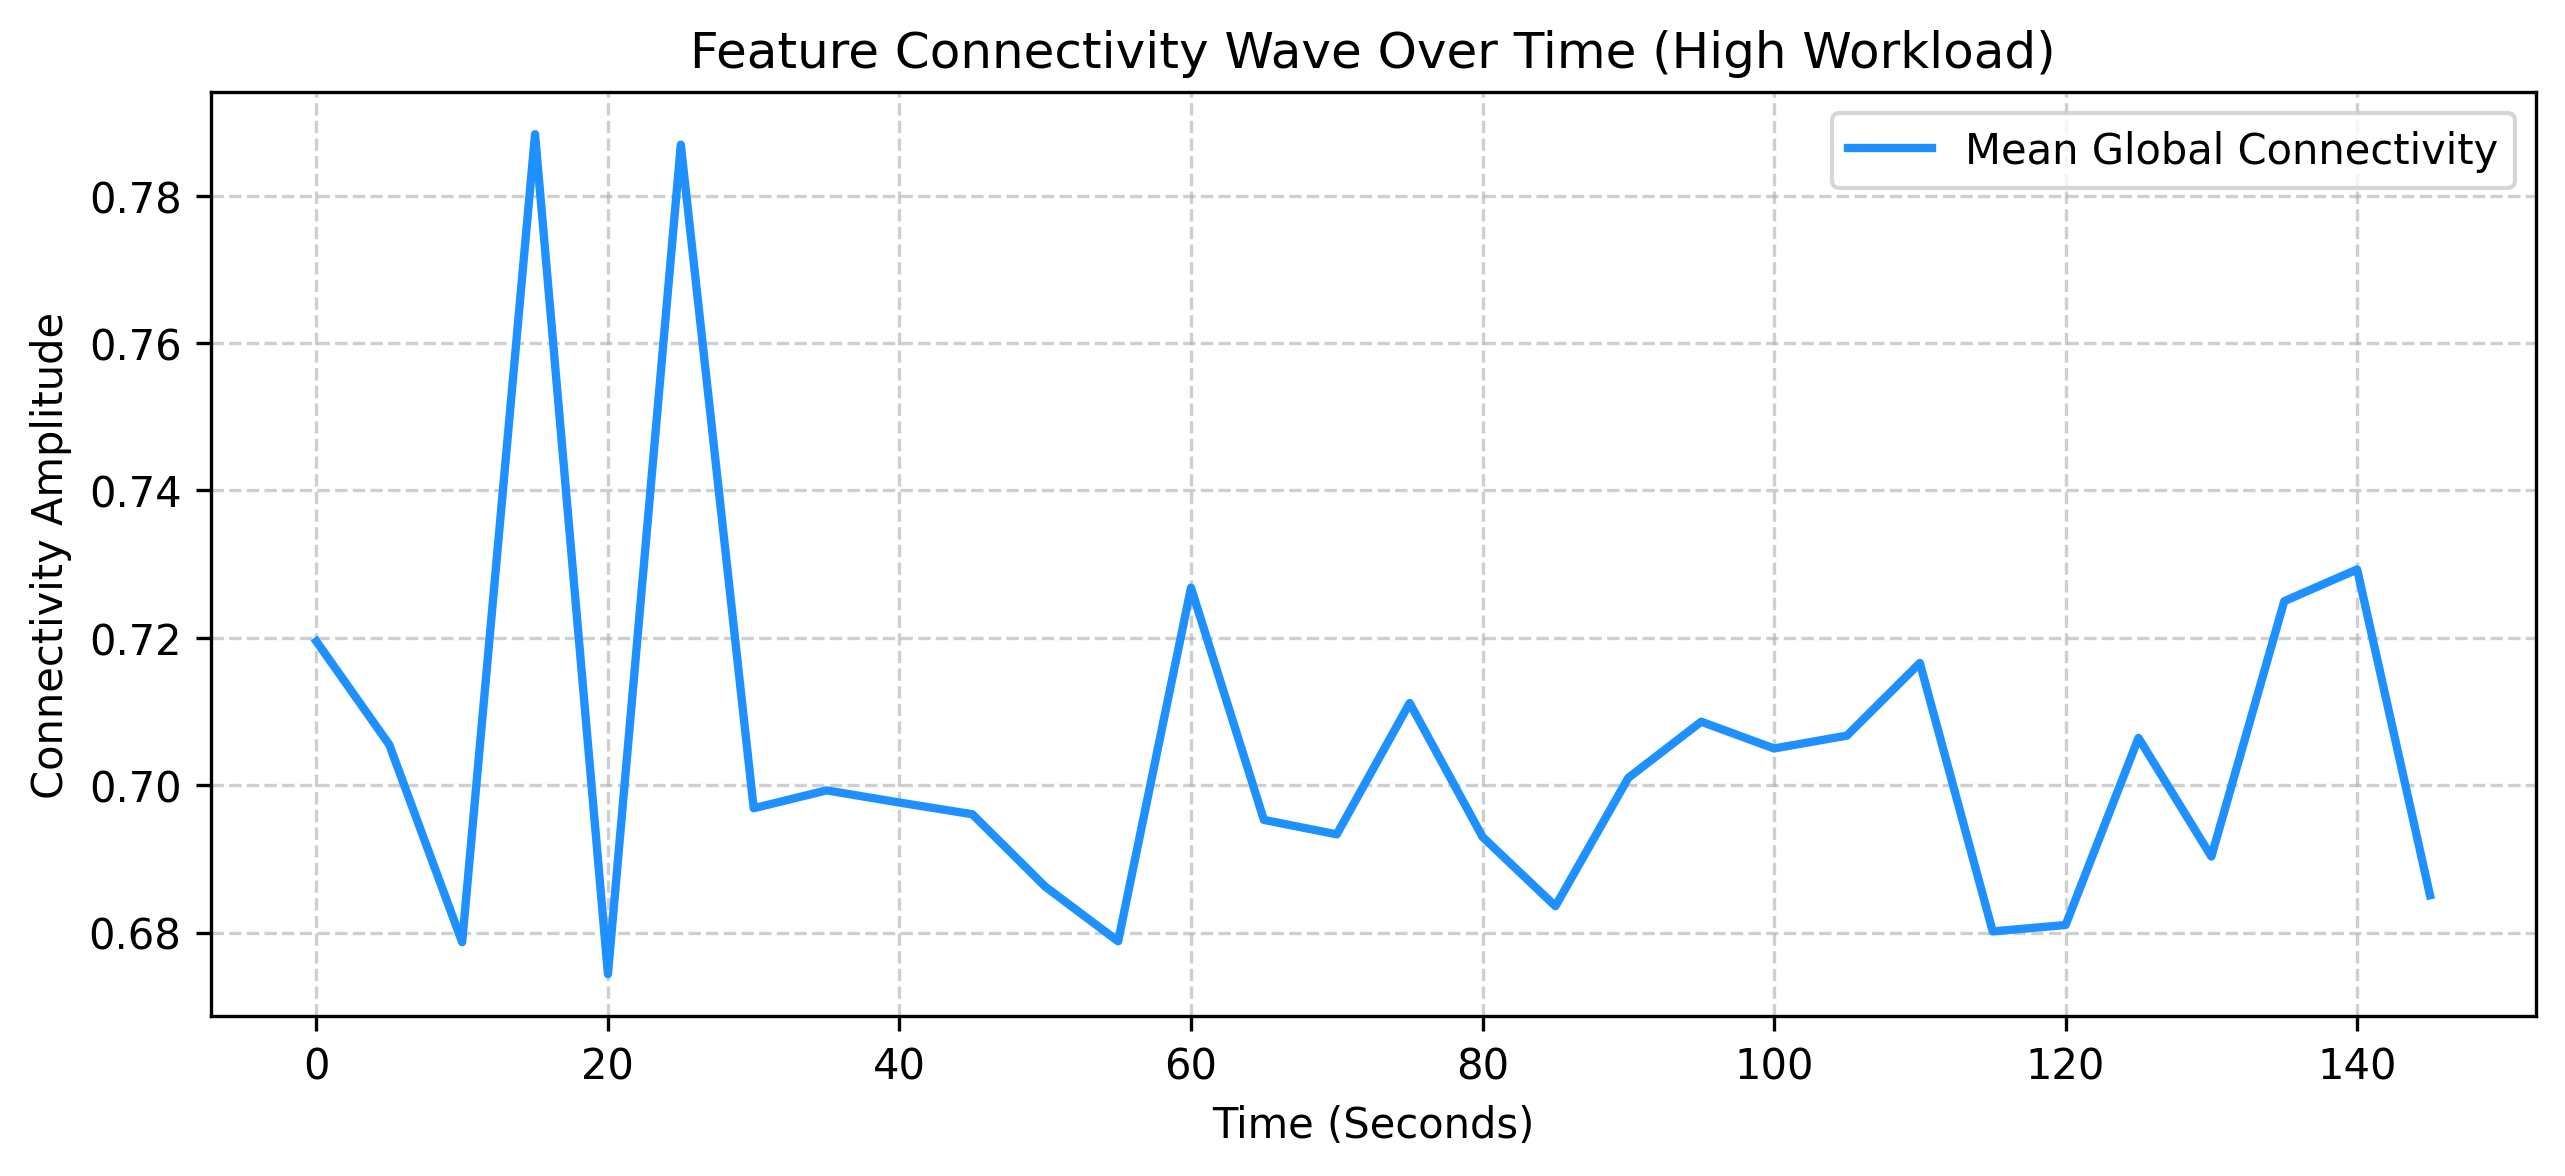 Feature Connectivity Wave Over Time (High Workload)
Mean Global Connectivity
Connectivity Amplitude
0.78
0.76
0.74
0.72
0.70
0.68
0 20 40 60 80 100 120 140
Time (Seconds)